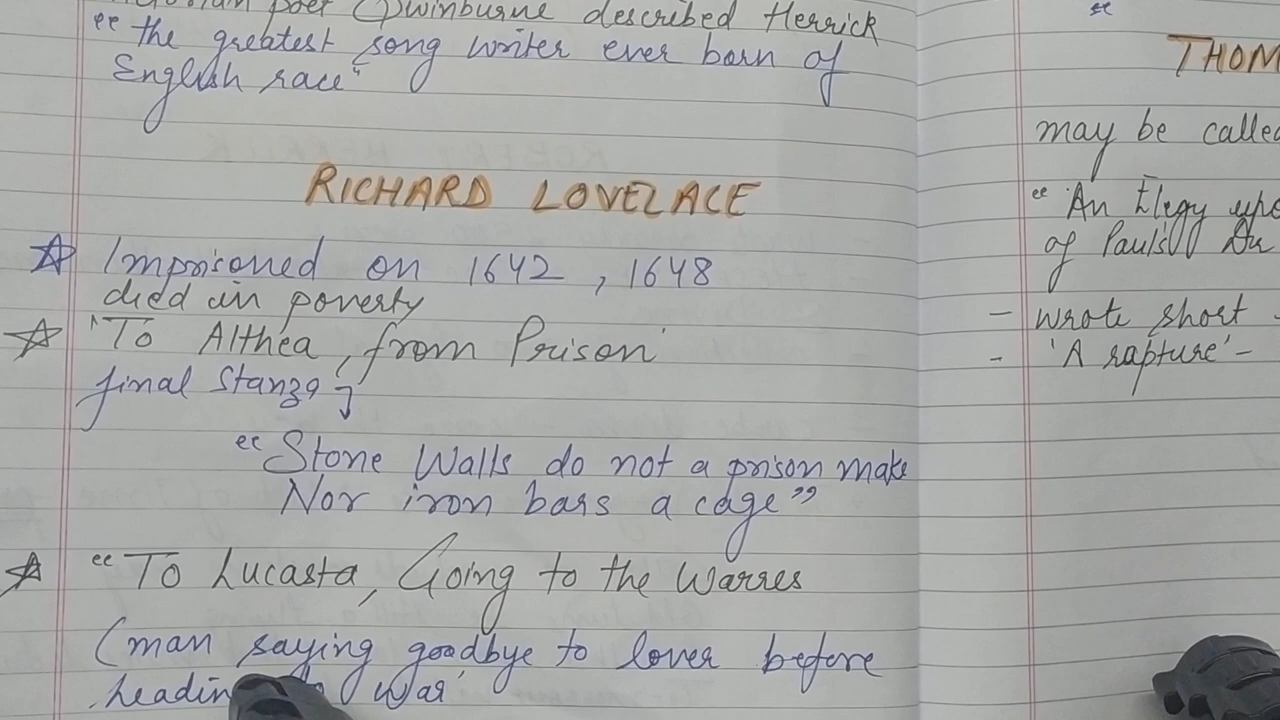 poet Swinburne described Herrick
"the greatest song writer ever born of
English race"
RICHARD LOVELACE
☆ Imprisoned on 1642, 1648
died in poverty
☆ 'To Althea, from Prison'
final Stanza
"Stone Walls do not a prison make
Nor iron bars a cage"
☆ "To Lucasta, Going to the Warres
(man saying goodbye to lover before
war
THOM
may be called
"An Elegy upo
of Paul's
- wrote short
- 'A rapture' -